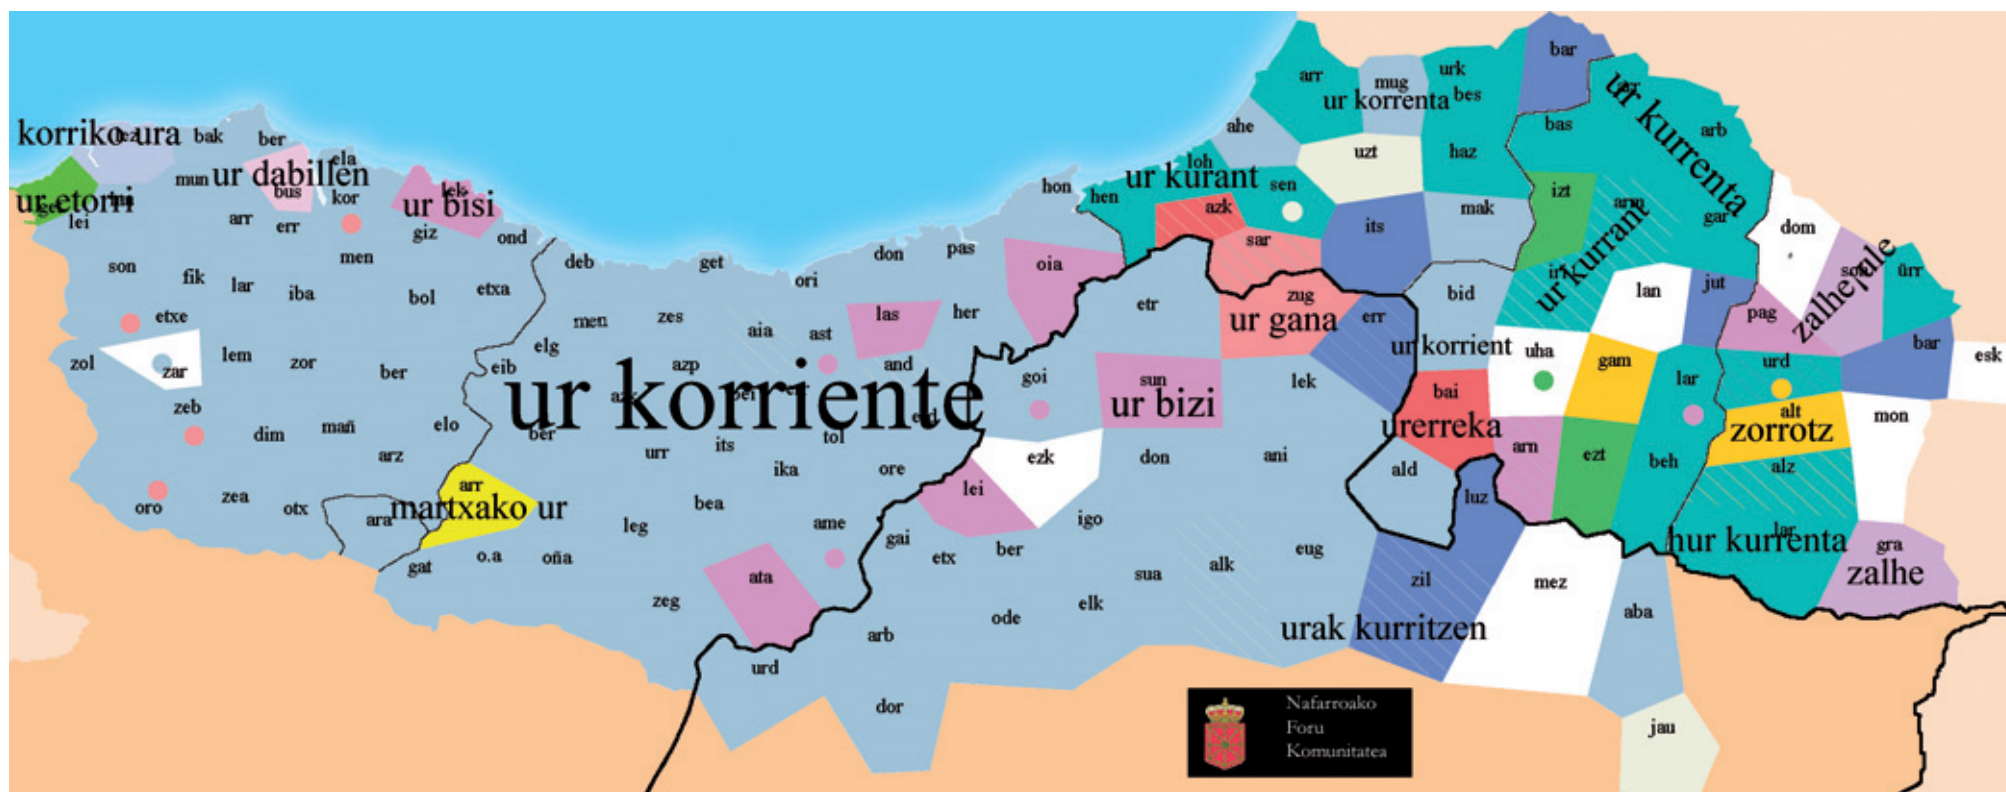 bar
arr
mug
urk
ur korrenta
bes
ur kurrenta
korriko ura
bak
ber
ahe
bas
arb
ela
loh
uzt
haz
mun
ur dabillen
bus
kor
lek
ur bisi
hon
hen
ur kurant
sen
izt
arm
ur etorri
lei
arr
err
giz
ond
azk
mak
gar
son
men
deb
get
don
pas
sar
its
dom
fik
lar
iba
bol
etxa
ori
oia
ur kurrant
zalhe
ule
ürr
etxe
men
zes
aia
ast
las
her
etr
zug
ur gana
err
bid
lan
jut
pag
zol
zar
lem
zor
ber
elg
eib
azp
and
goi
sun
lek
ur korrient
uha
gam
lar
urd
bar
esk
ur korriente
zeb
dim
mañ
elo
ber
ur bizi
bai
urerreka
alt
zorrotz
mon
arz
urr
its
tol
ika
ore
ezk
don
ani
ald
arn
ezt
beh
alz
oro
zea
otx
ara
arr
martxako ur
leg
bea
ame
lei
igo
luz
lar
hur kurrenta
gat
o.a
oña
gai
etx
ber
sua
alk
eug
gra
zalhe
zeg
ata
ode
elk
zil
mez
aba
urak kurritzen
arb
urd
dor
jau
Nafarroako
Foru
Komunitatea